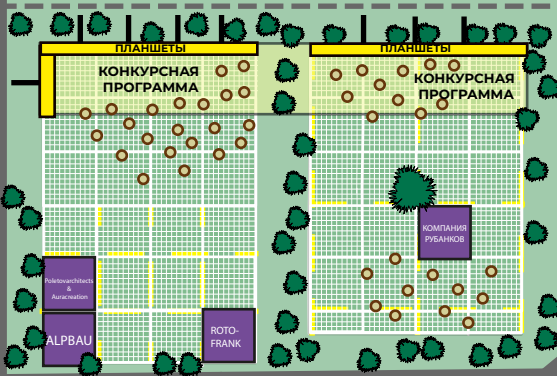 ПЛАНШЕТЫ
ПЛАНШЕТЫ
КОНКУРСНАЯ
ПРОГРАММА
КОНКУРСНАЯ
ПРОГРАММА
КОМПАНИЯ
РУБАНКОВ
Poletovarchitects
&
Auracreation
ALPBAU
ROTO-
FRANK